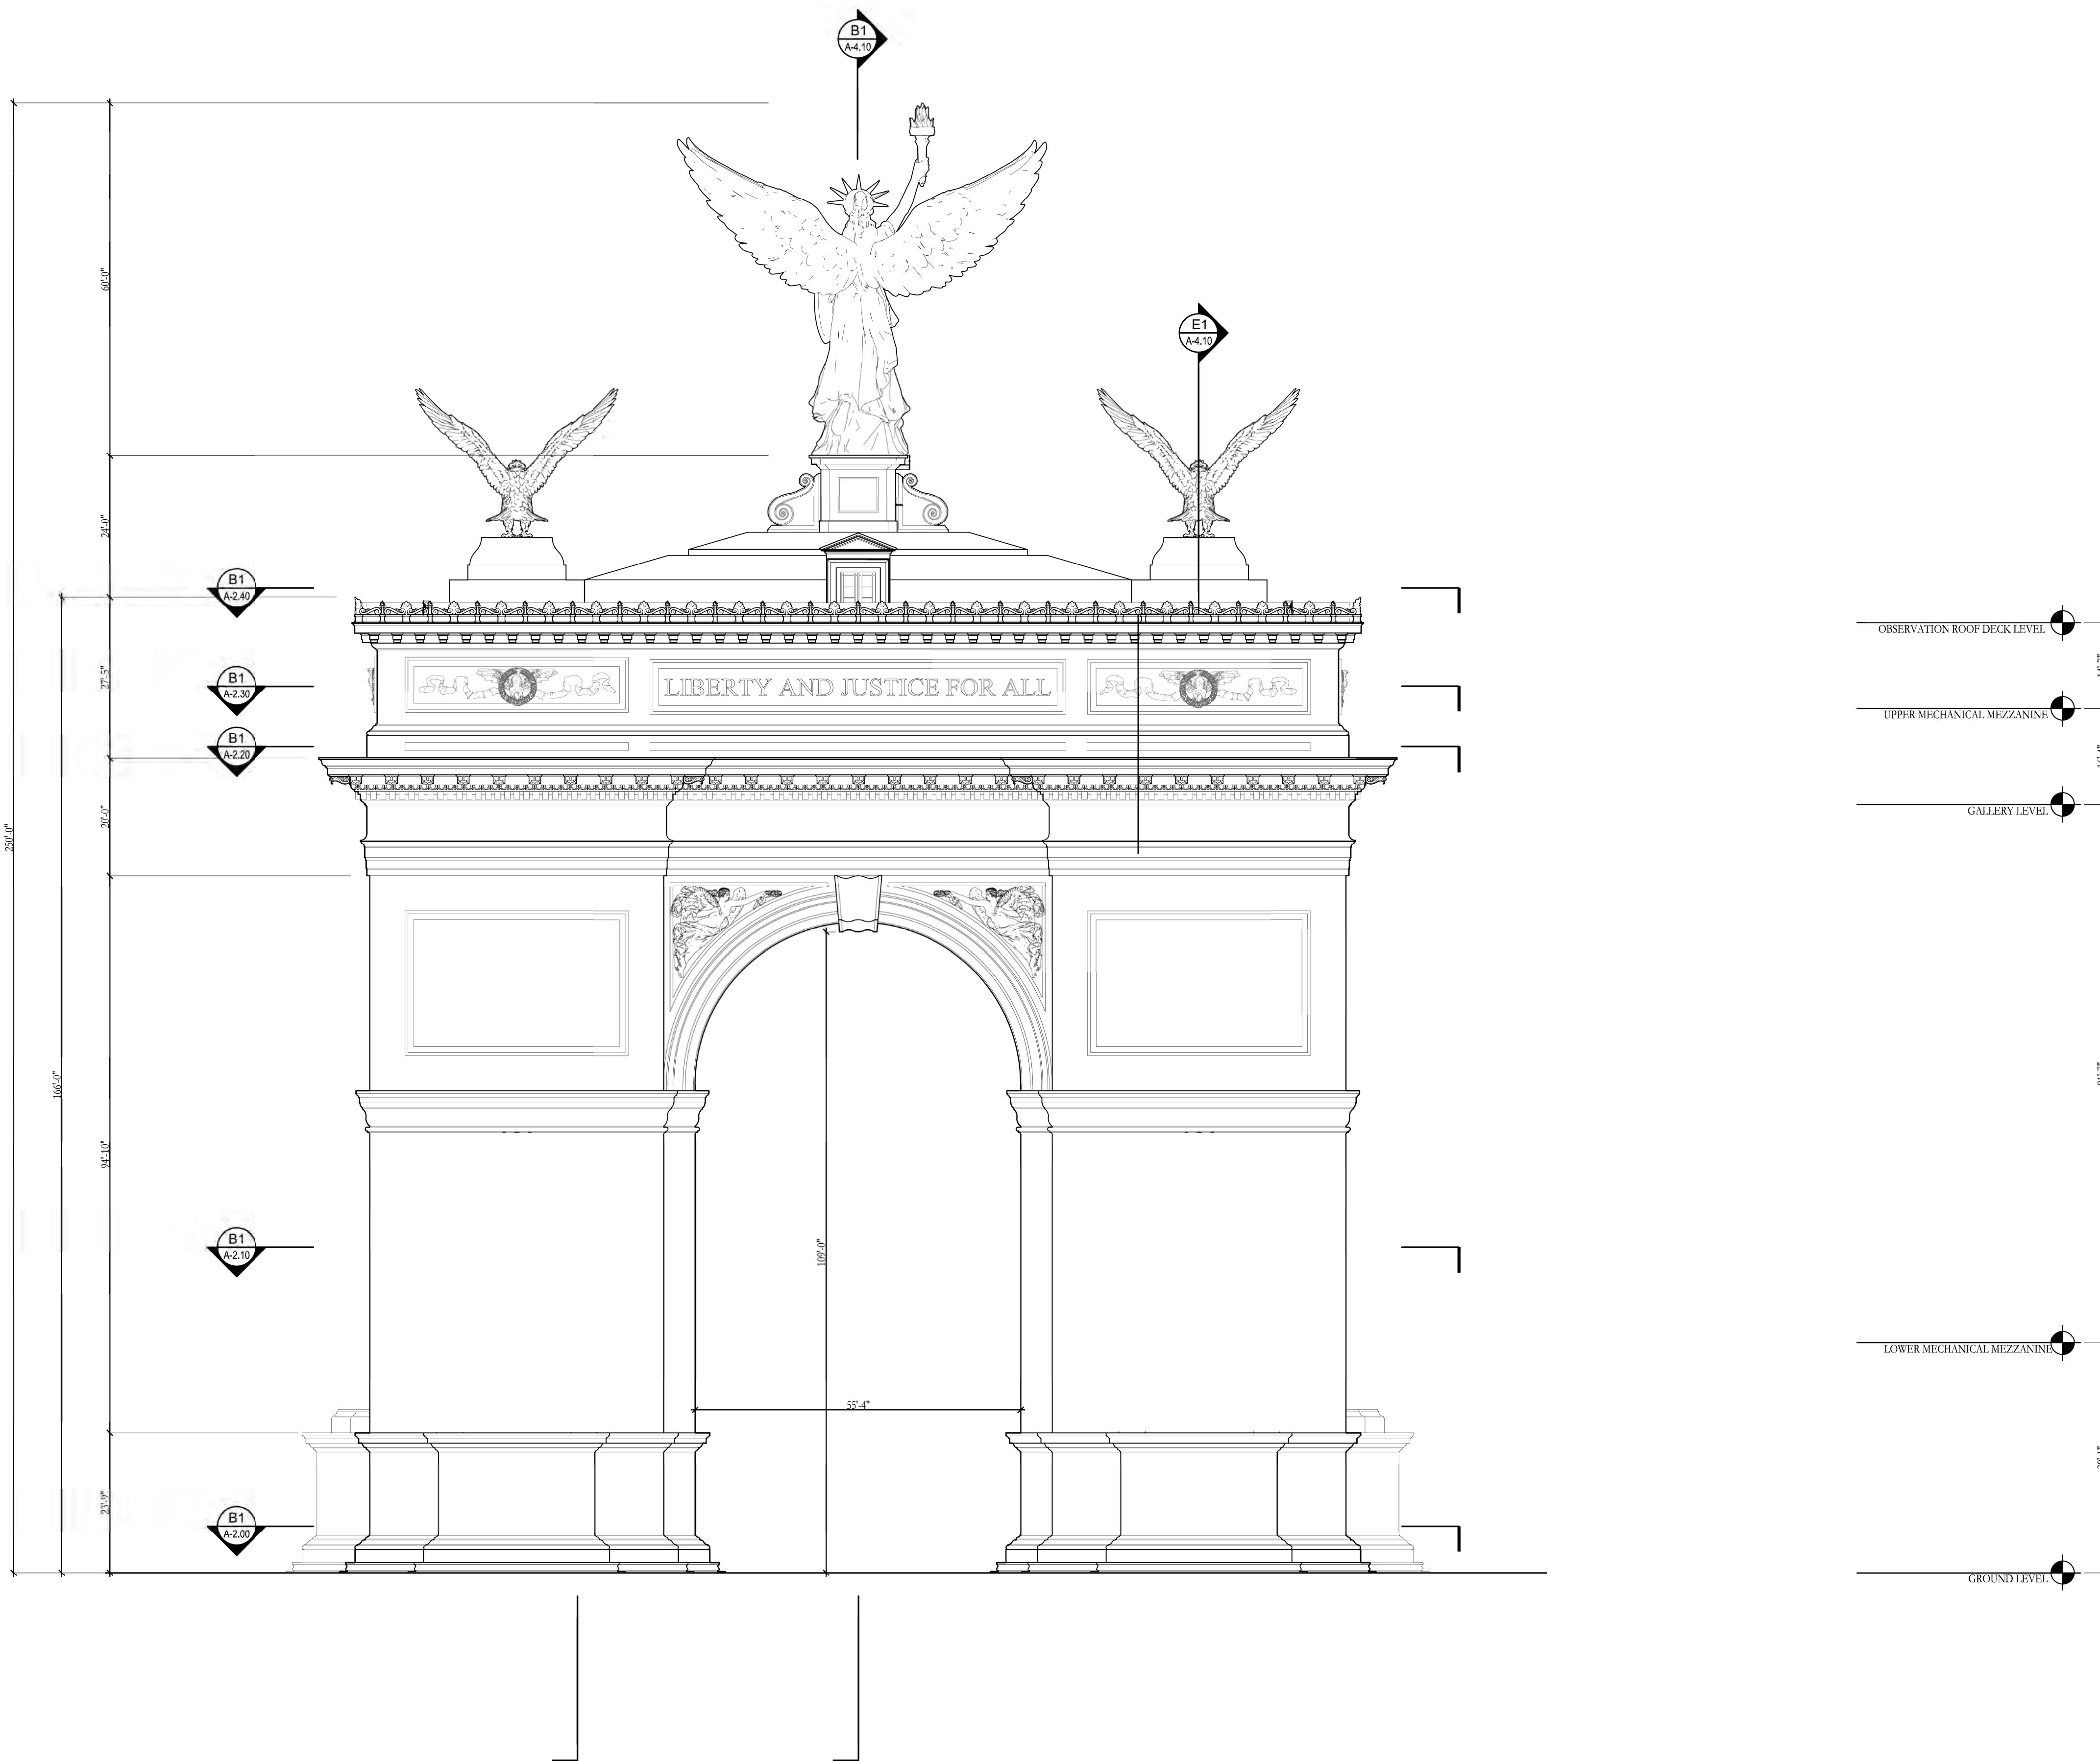 B1
A-4.10
E1
A-4.10
60'-0"
24'-0"
B1
A-2.40
OBSERVATION ROOF DECK LEVEL
27'-5"
B1
A-2.30
LIBERTY AND JUSTICE FOR ALL
UPPER MECHANICAL MEZZANINE
B1
A-2.20
20'-0"
GALLERY LEVEL
250'-0"
166'-0"
94'-10"
109'-0"
B1
A-2.10
LOWER MECHANICAL MEZZANINE
55'-4"
23'-9"
B1
A-2.00
GROUND LEVEL